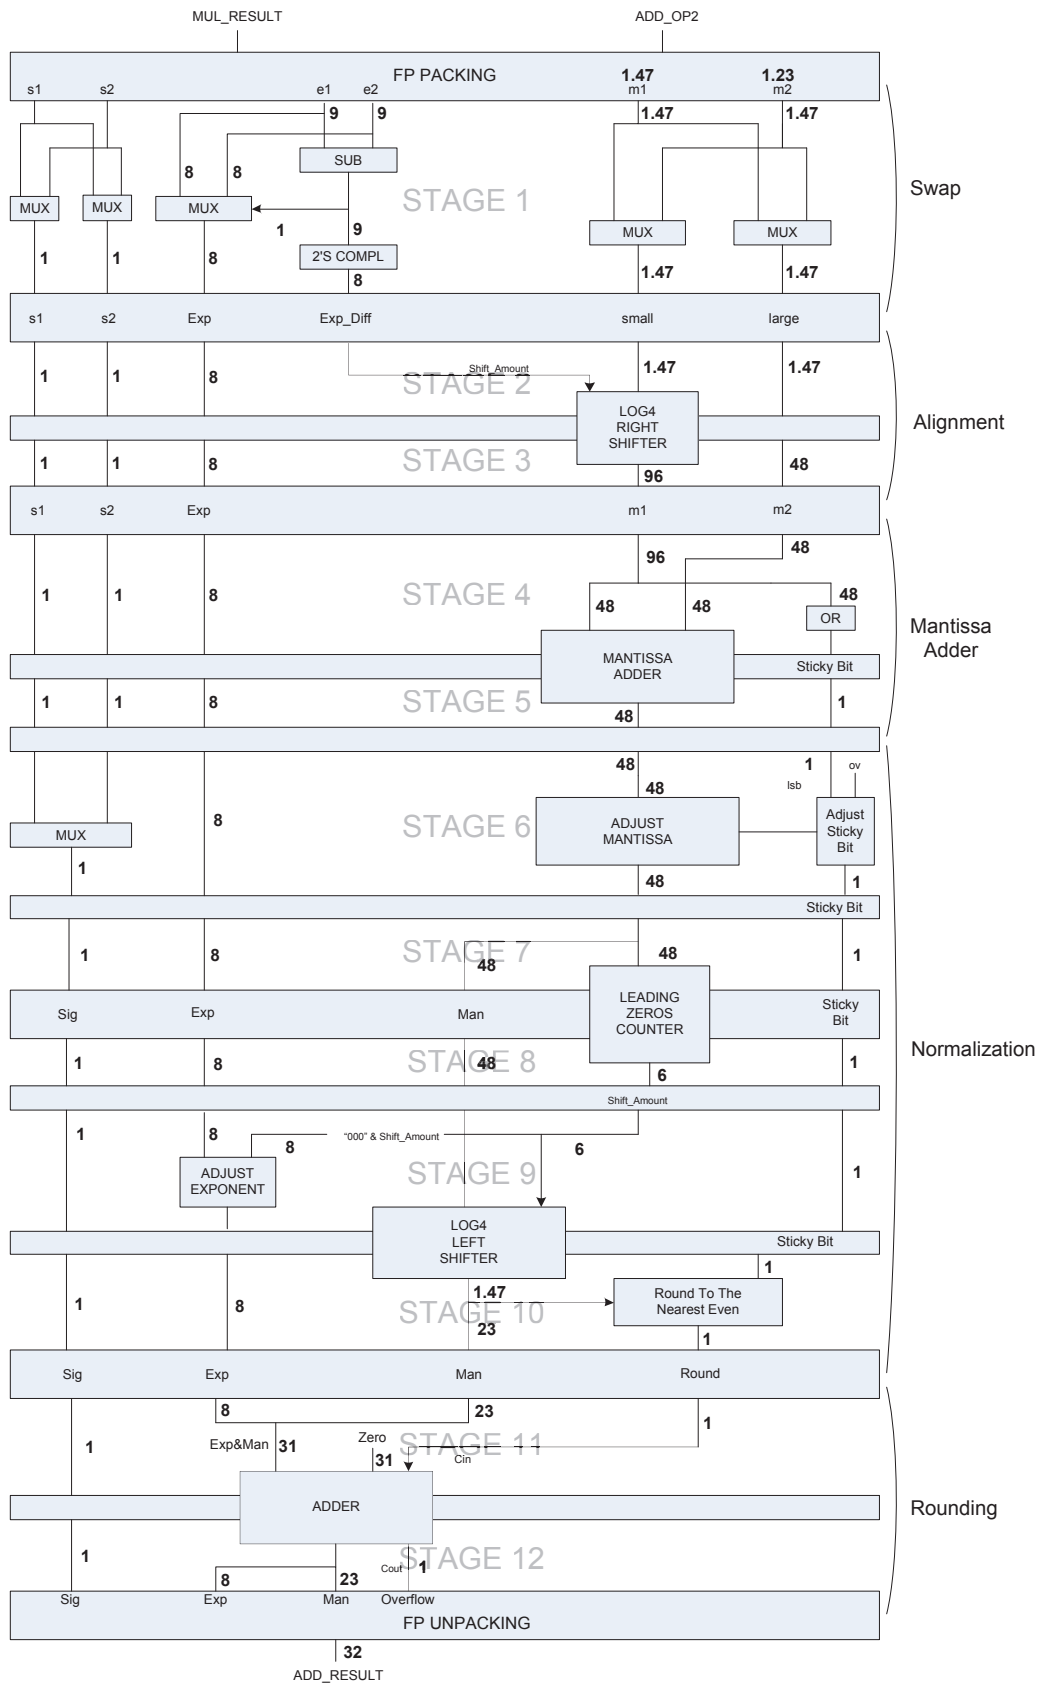 MUL_RESULT ADD_OP2
FP PACKING 1.47 1.23
s1 s2 e1 e2 m1 m2
9 9 1.47 1.47
8 8 SUB
STAGE 1
Swap
MUX MUX MUX
1 9 MUX MUX
1 1 8 2'S COMPL 1.47 1.47
8
s1 s2 Exp Exp_Diff small large
1 1 8 Shift_Amount 1.47 1.47
STAGE 2
LOG4
RIGHT
SHIFTER
Alignment
1 1 8 STAGE 3 96 48
s1 s2 Exp m1 m2
96 48
1 1 8 STAGE 4 48 48 48
OR
Mantissa
Adder
MANTISSA
ADDER
Sticky Bit
1 1 8 STAGE 5 48 1
48 1 ov
lsb
48
8 STAGE 6
MUX
ADJUST
MANTISSA
Adjust
Sticky
Bit
1 48 1
Sticky Bit
1 8 STAGE 7 48 48 1
Sig Exp Man
LEADING
ZEROS
COUNTER
Sticky
Bit
Normalization
1 8 STAGE 8 48 6 1
Shift_Amount
1 8 8 "000" & Shift_Amount 6
ADJUST
EXPONENT
STAGE 9 1
LOG4
LEFT
SHIFTER
Sticky Bit
1
1 8 1.47
STAGE 10
23
Round To The
Nearest Even
1
Sig Exp Man Round
8 23 1
1 Exp&Man 31 Zero 31 STAGE 11
Cin
ADDER
Rounding
1 STAGE 12
8 23 Cout 1
Sig Exp Man Overflow
FP UNPACKING
32
ADD_RESULT